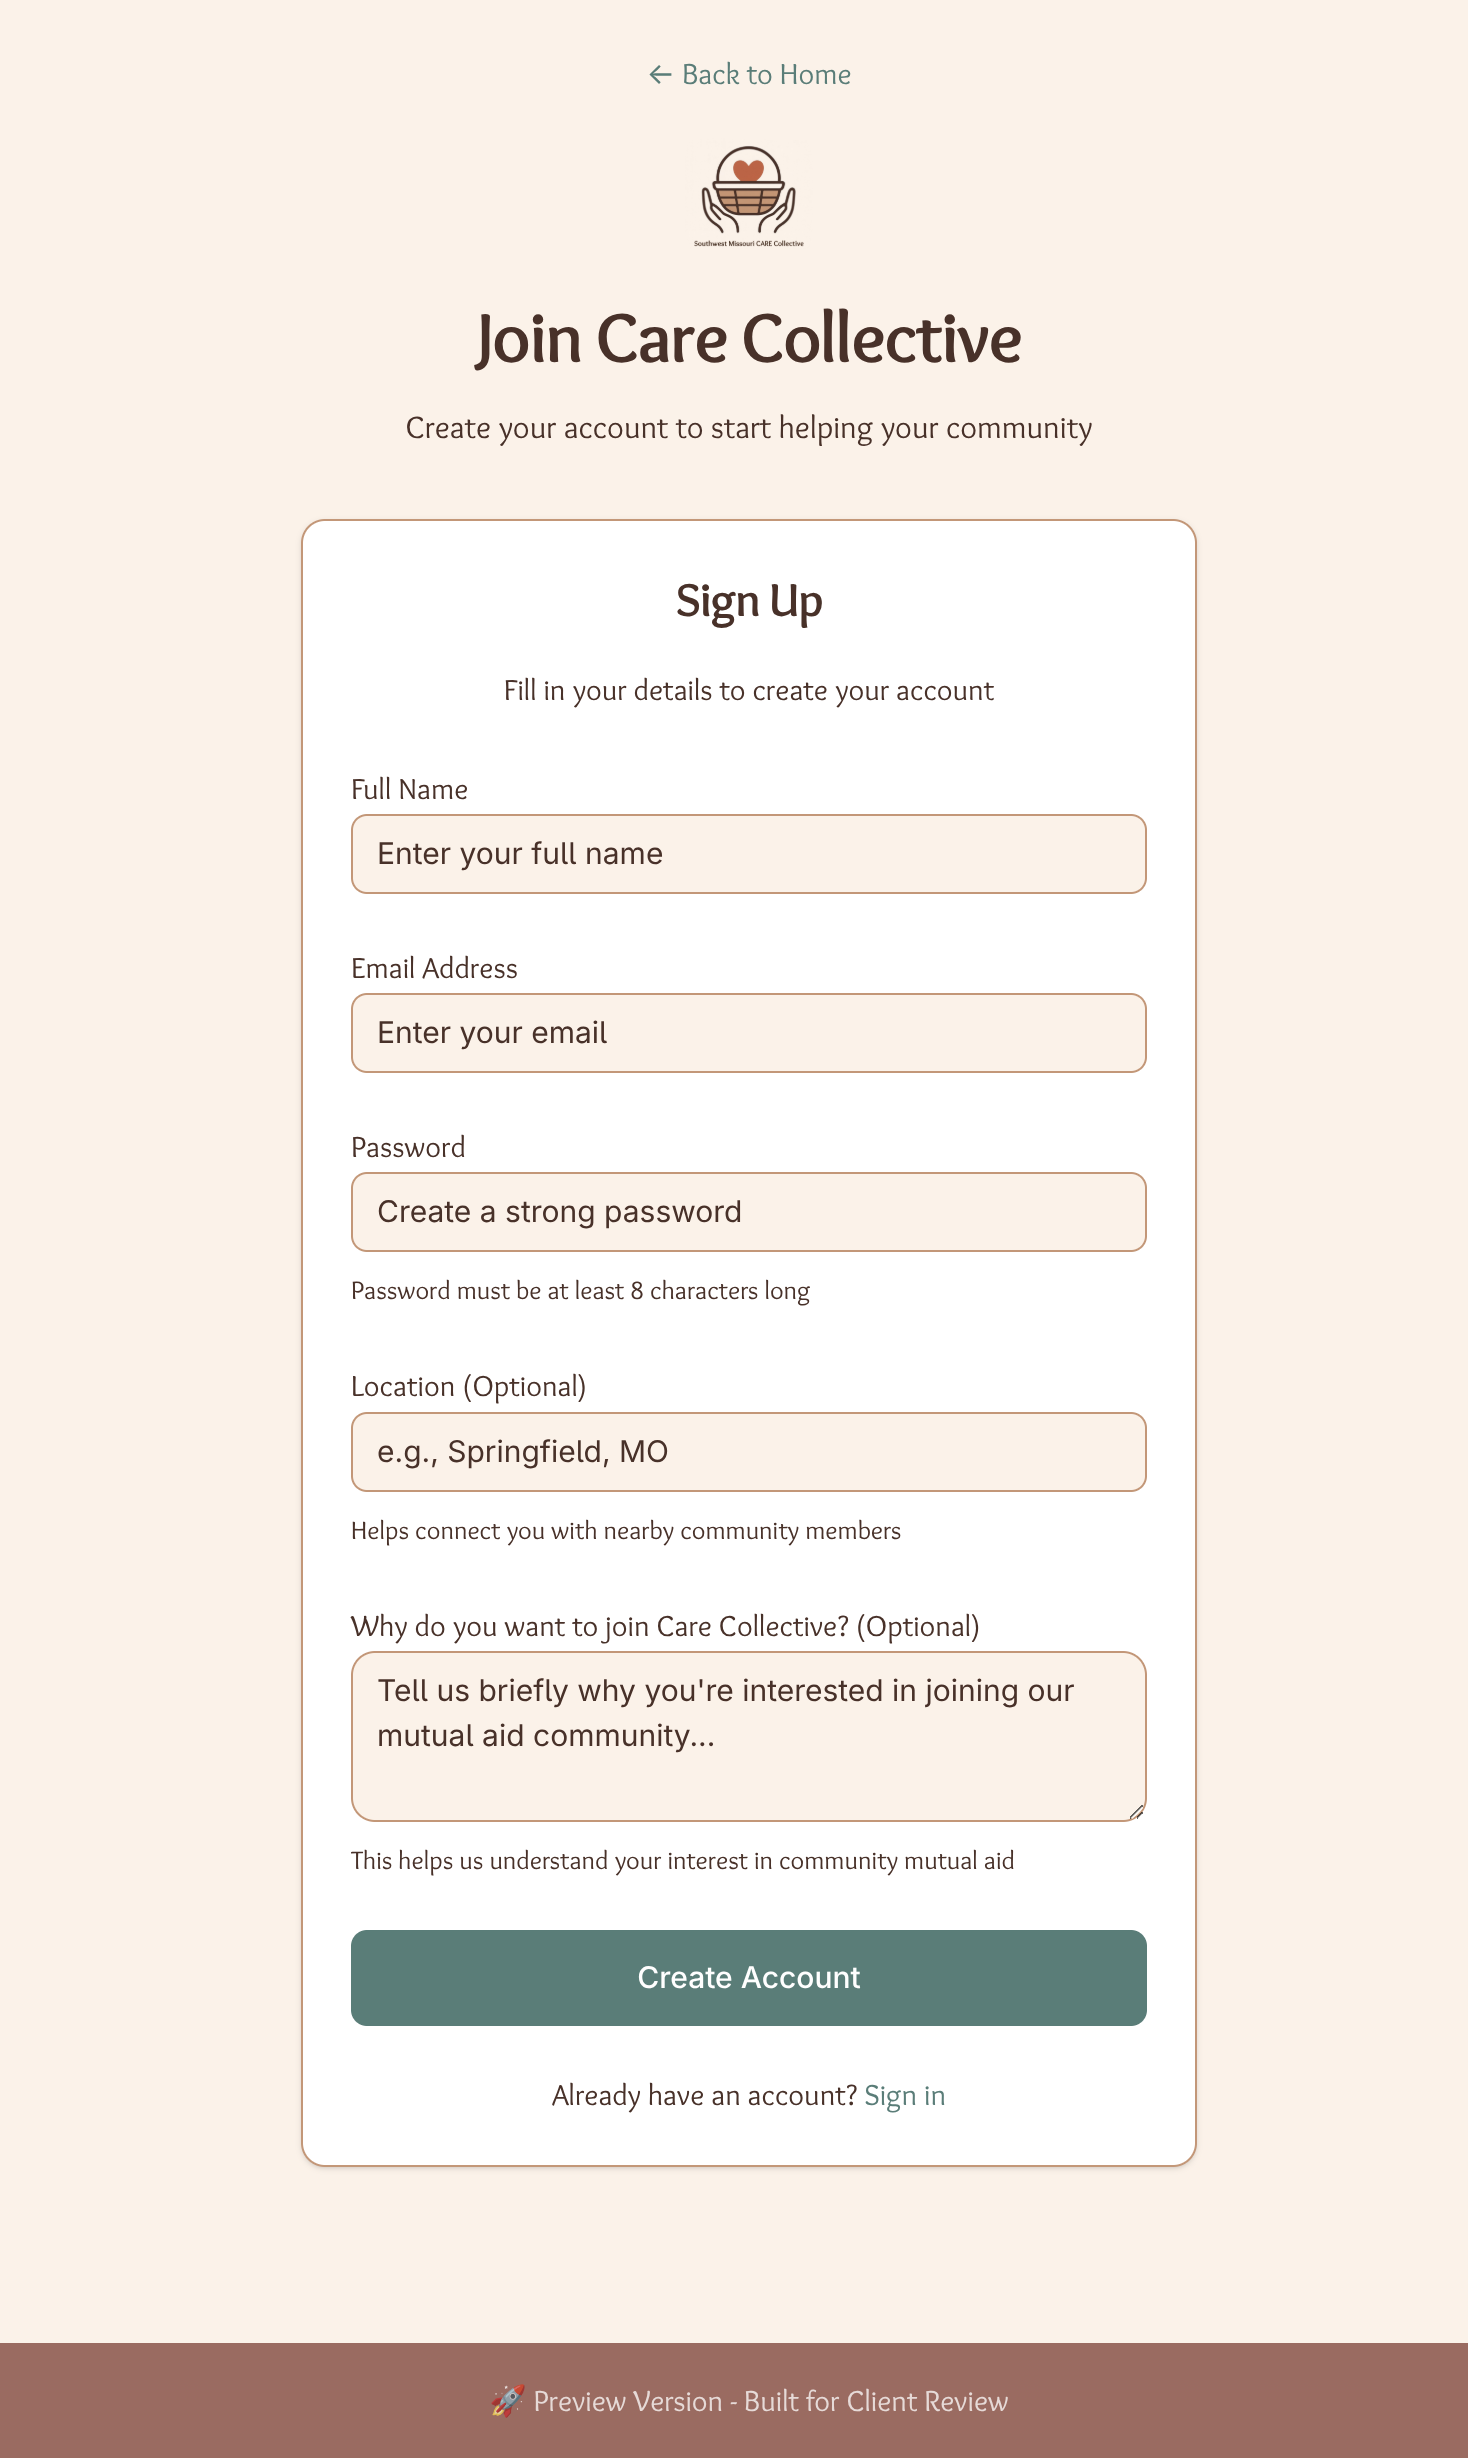 ← Back to Home
Southwest Missouri CARE Collective
Join Care Collective
Create your account to start helping your community
Sign Up
Fill in your details to create your account
Full Name
Enter your full name
Email Address
Enter your email
Password
Create a strong password
Password must be at least 8 characters long
Location (Optional)
e.g., Springfield, MO
Helps connect you with nearby community members
Why do you want to join Care Collective? (Optional)
Tell us briefly why you're interested in joining our
mutual aid community...
This helps us understand your interest in community mutual aid
Create Account
Already have an account? Sign in
🚀 Preview Version - Built for Client Review